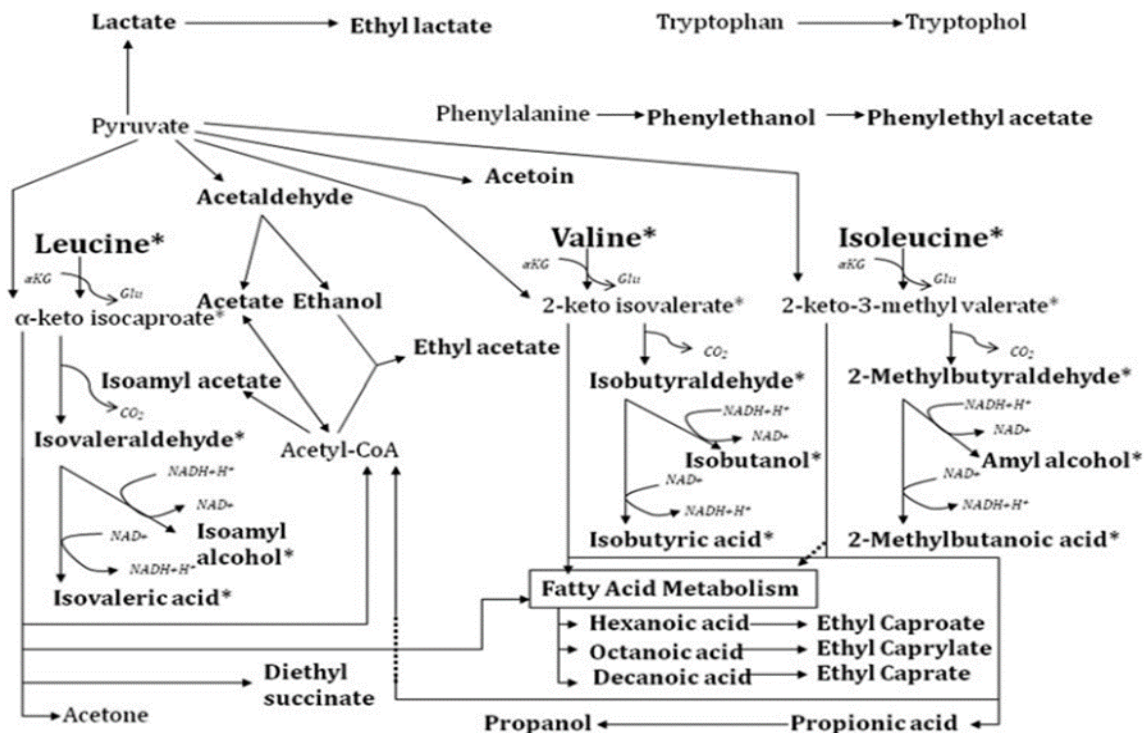 Lactate
Ethyl lactate
Tryptophan
Tryptophol
Phenylalanine
Phenylethanol
Phenylethyl acetate
Pyruvate
Acetoin
Acetaldehyde
Leucine*
Valine*
Isoleucine*
αKG
Glu
αKG
Glu
αKG
Glu
α-keto isocaproate*
Acetate
Ethanol
2-keto isovalerate*
2-keto-3-methyl valerate*
Ethyl acetate
CO₂
CO₂
CO₂
Isoamyl acetate
Isobutyraldehyde*
2-Methylbutyraldehyde*
Isovaleraldehyde*
Acetyl-CoA
NADH+H⁺
NAD+
NADH+H⁺
NAD+
Isobutanol*
Amyl alcohol*
NADH+H⁺
NAD+
NAD+
NADH+H⁺
NAD+
NADH+H⁺
Isoamyl
alcohol*
NAD+
NADH+H⁺
Isobutyric acid*
2-Methylbutanoic acid*
Isovaleric acid*
Fatty Acid Metabolism
Hexanoic acid
Ethyl Caproate
Octanoic acid
Ethyl Caprylate
Decanoic acid
Ethyl Caprate
Diethyl
succinate
Acetone
Propanol
Propionic acid